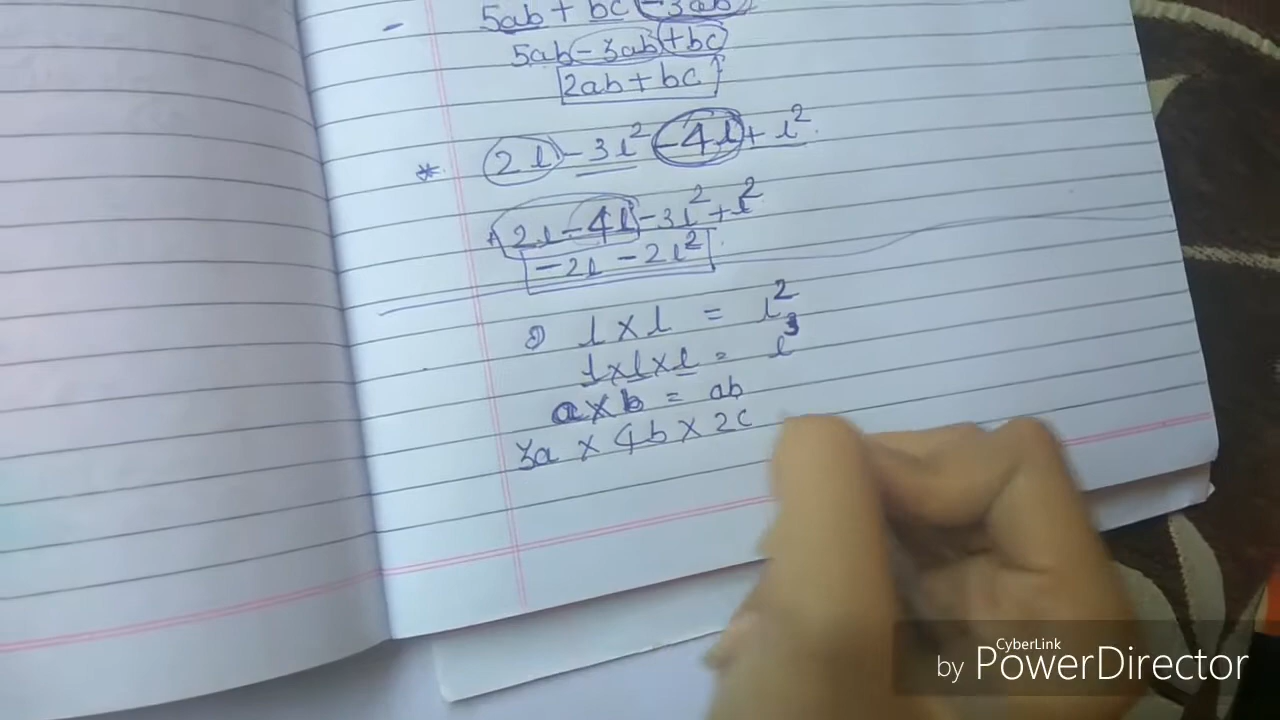 - 5ab + bc - 3ab
5ab - 3ab + bc
2ab + bc
* 2l - 3l² - 4l + l²
2l - 4l - 3l² + l²
- 2l - 2l²
l × l = l²
l × l × l = l³
a × b = ab
3a × 4b × 2c
CyberLink
by PowerDirector